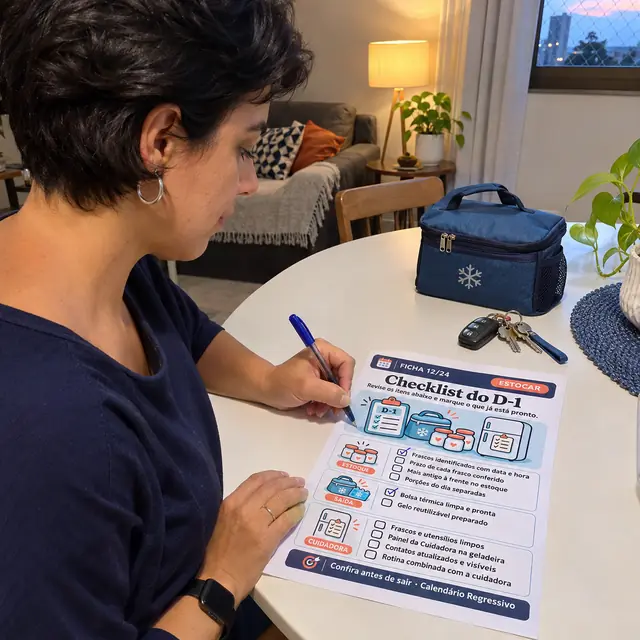 FICHA 12/24
ESTOCAR
Checklist do D-1
Revise os itens abaixo e marque o que já está pronto.
D-1
ESTOQUE
Frascos identificados com data e hora
Prazo de cada frasco conferido
Mais antigo à frente no estoque
Porções do dia separadas
SAÍDA
Bolsa térmica limpa e pronta
Gelo reutilizável preparado
CUIDADORA
Frascos e utensílios limpos
Painel da Cuidadora na geladeira
Contatos atualizados e visíveis
Rotina combinada com a cuidadora
Confira antes de sair · Calendário Regressivo